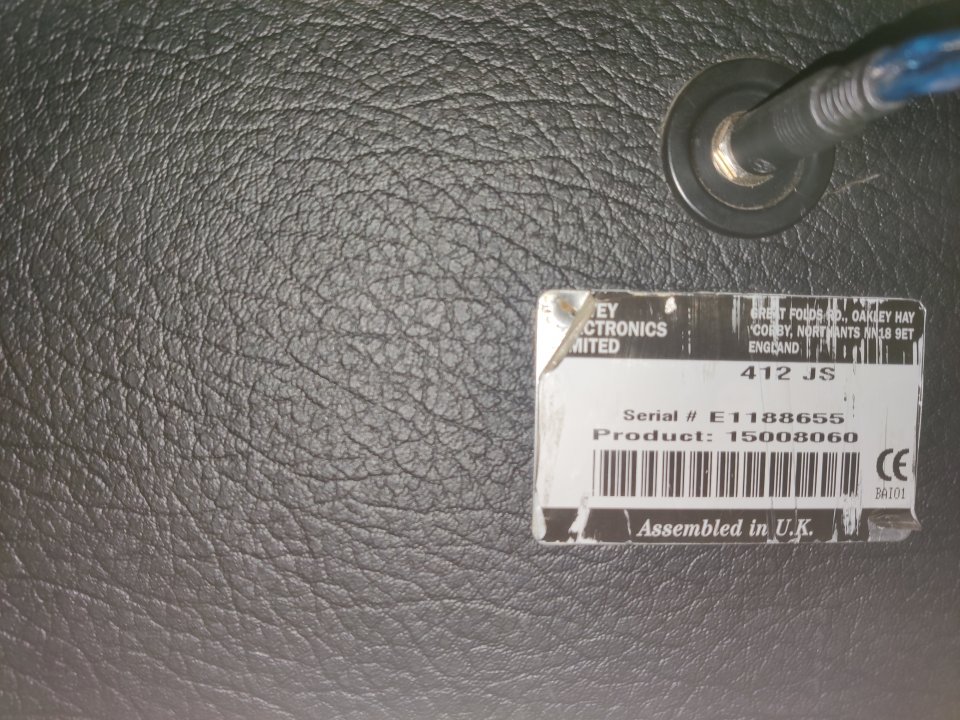 EY
CTRONICS
MITED
GREAT FOLDS RD., OAKLEY HAY
CORBY, NORTHANTS NN18 9ET
ENGLAND
412 JS
Serial # E1188655
Product: 15008060
CE
BAI01
Assembled in U.K.